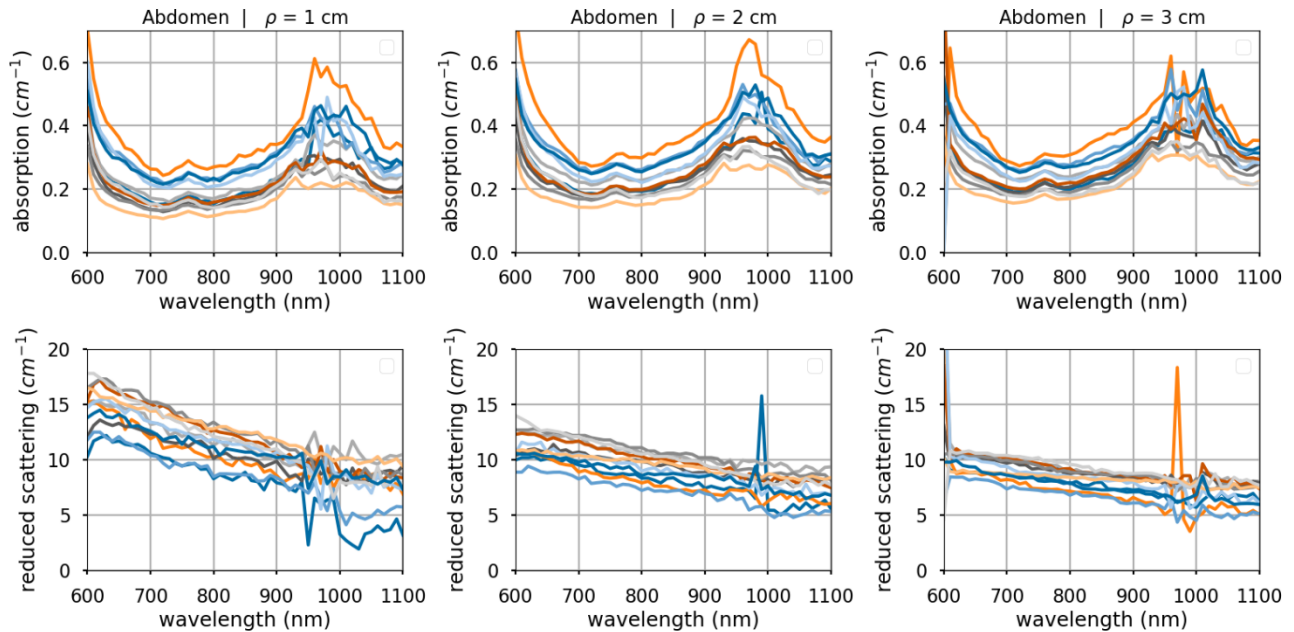 Abdomen | ρ = 1 cm
absorption (cm⁻¹)
0.6
0.4
0.2
0.0
600 700 800 900 1000 1100
wavelength (nm)
Abdomen | ρ = 2 cm
absorption (cm⁻¹)
0.6
0.4
0.2
0.0
600 700 800 900 1000 1100
wavelength (nm)
Abdomen | ρ = 3 cm
absorption (cm⁻¹)
0.6
0.4
0.2
0.0
600 700 800 900 1000 1100
wavelength (nm)
reduced scattering (cm⁻¹)
20
15
10
5
0
600 700 800 900 1000 1100
wavelength (nm)
reduced scattering (cm⁻¹)
20
15
10
5
0
600 700 800 900 1000 1100
wavelength (nm)
reduced scattering (cm⁻¹)
20
15
10
5
0
600 700 800 900 1000 1100
wavelength (nm)